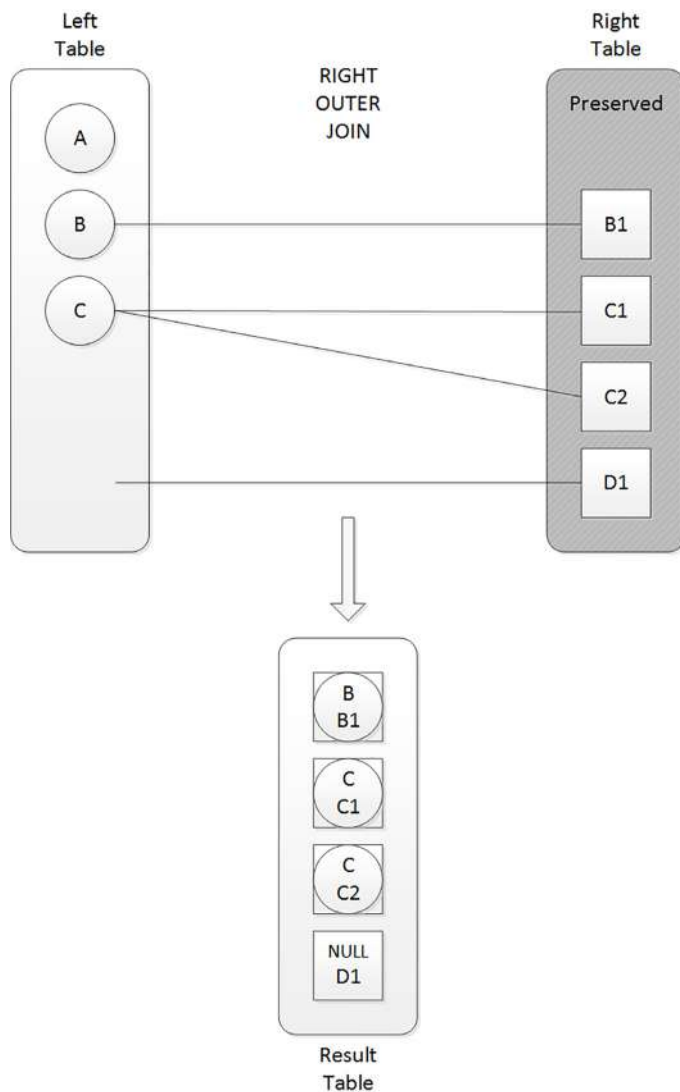 Left
Table
RIGHT
OUTER
JOIN
Right
Table
Preserved
A
B
B1
C
C1
C2
D1
B
B1
C
C1
C
C2
NULL
D1
Result
Table